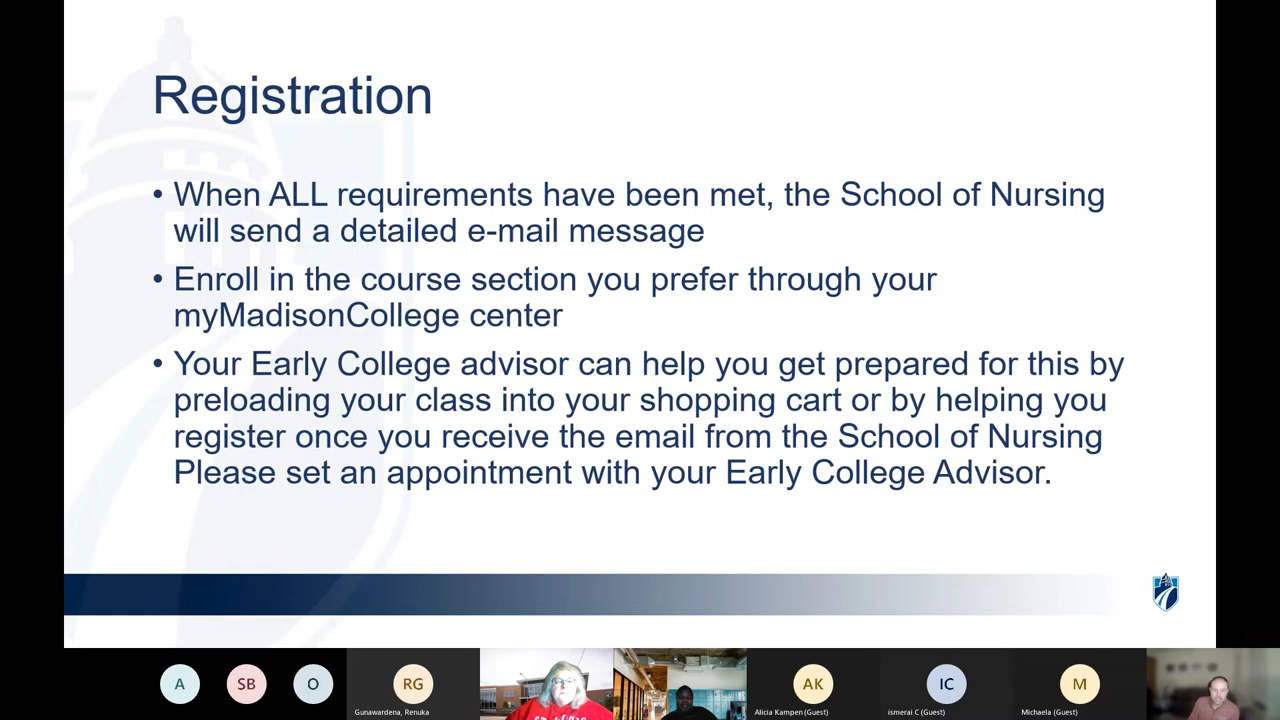 Registration
• When ALL requirements have been met, the School of Nursing
will send a detailed e-mail message
• Enroll in the course section you prefer through your
myMadisonCollege center
• Your Early College advisor can help you get prepared for this by
preloading your class into your shopping cart or by helping you
register once you receive the email from the School of Nursing
Please set an appointment with your Early College Advisor.
A
SB
O
RG
AK
IC
M
Gunawardena, Renuka
Alicia Kampen (Guest)
ismerai C (Guest)
Michaela (Guest)